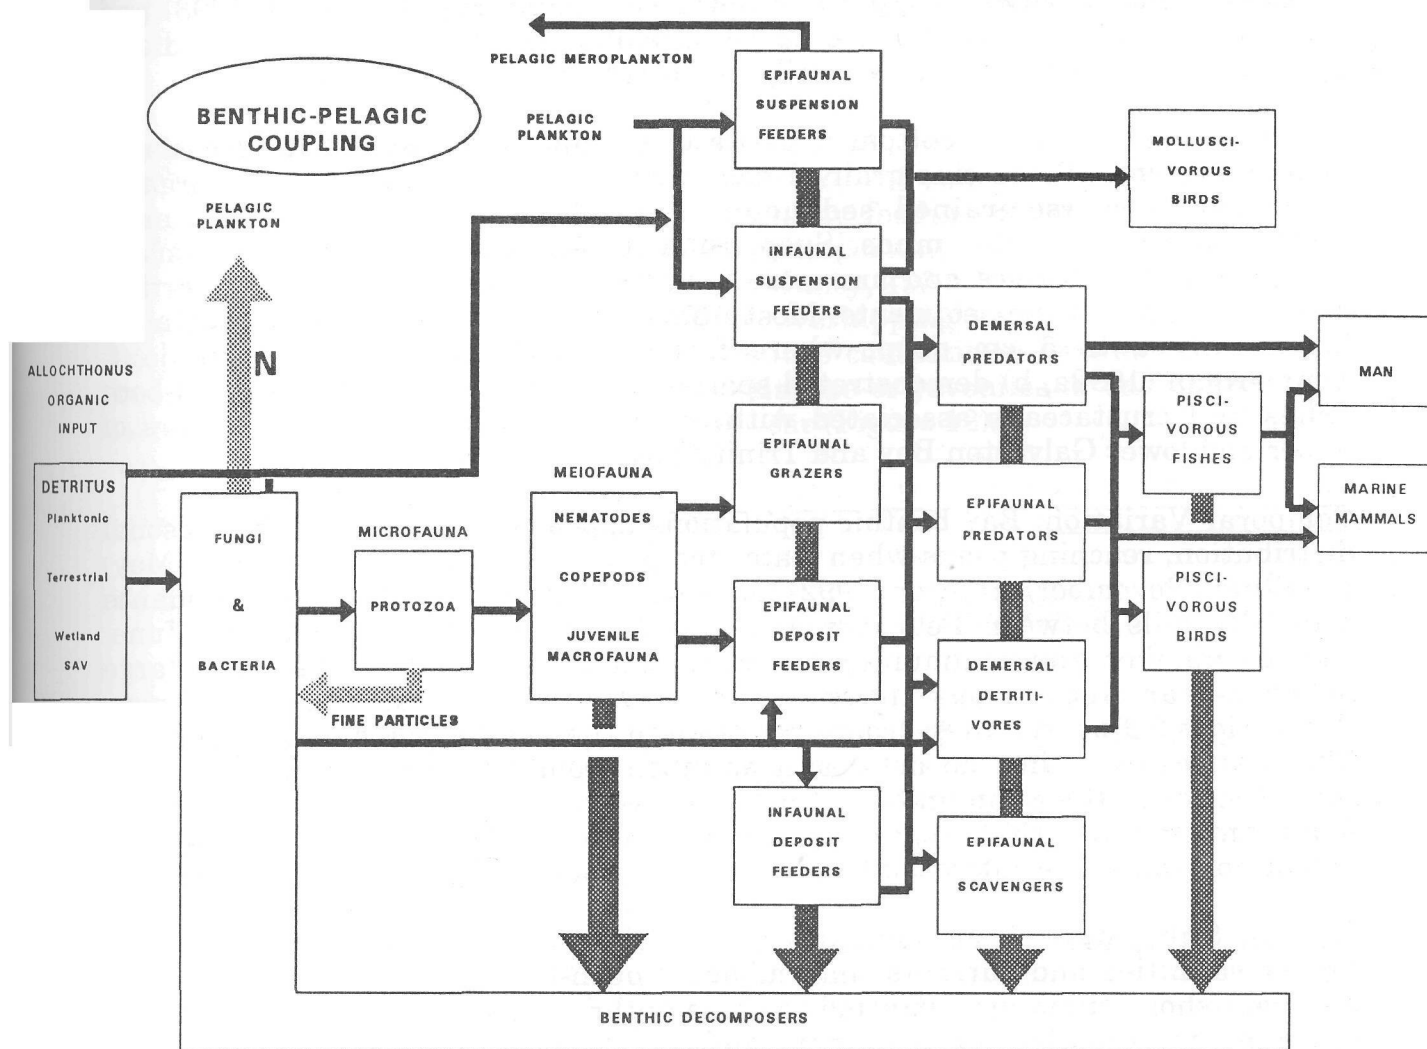 PELAGIC MEROPLANKTON
BENTHIC-PELAGIC
COUPLING
PELAGIC
PLANKTON
EPIFAUNAL
SUSPENSION
FEEDERS
MOLLUSCI-
VOROUS
BIRDS
PELAGIC
PLANKTON
INFAUNAL
SUSPENSION
FEEDERS
N
DEMERSAL
PREDATORS
MAN
ALLOCHTHONUS
ORGANIC
INPUT
PISCI-
VOROUS
FISHES
EPIFAUNAL
GRAZERS
DETRITUS
Planktonic
Terrestrial
Wetland
SAV
FUNGI
&
BACTERIA
MICROFAUNA
PROTOZOA
FINE PARTICLES
MEIOFAUNA
NEMATODES
COPEPODS
JUVENILE
MACROFAUNA
EPIFAUNAL
PREDATORS
MARINE
MAMMALS
EPIFAUNAL
DEPOSIT
FEEDERS
PISCI-
VOROUS
BIRDS
DEMERSAL
DETRITI-
VORES
INFAUNAL
DEPOSIT
FEEDERS
EPIFAUNAL
SCAVENGERS
BENTHIC DECOMPOSERS